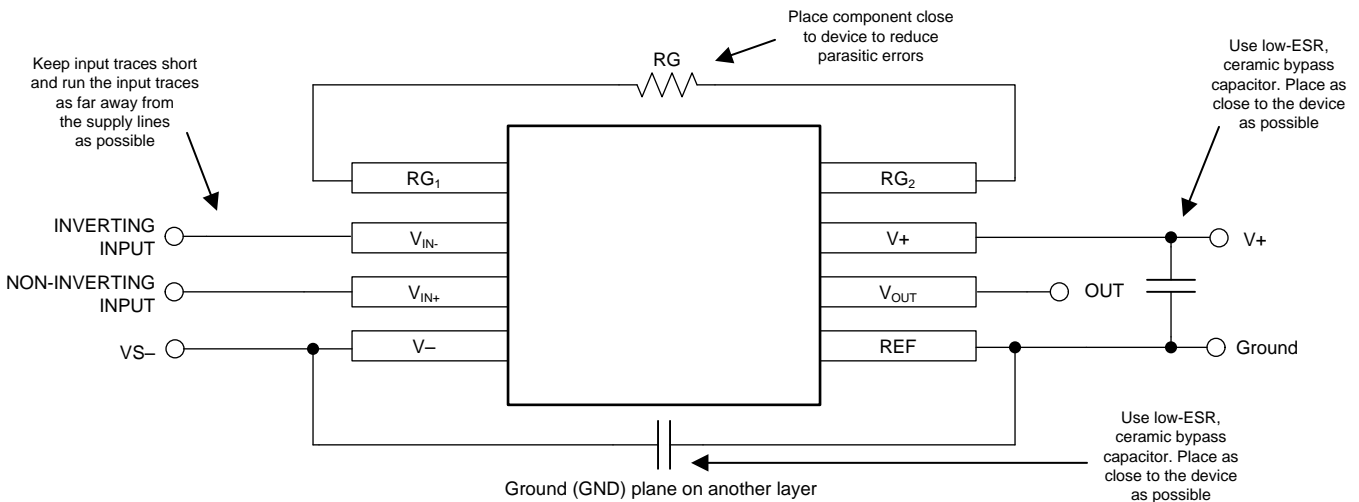 Place component close
to device to reduce
parasitic errors
Use low-ESR,
ceramic bypass
capacitor. Place as
close to the device
as possible
Keep input traces short
and run the input traces
as far away from
the supply lines
as possible
RG
RG1
RG2
INVERTING
INPUT
VIN-
V+
V+
NON-INVERTING
INPUT
VIN+
VOUT
OUT
VS–
V–
REF
Ground
Use low-ESR,
ceramic bypass
capacitor. Place as
close to the device
as possible
Ground (GND) plane on another layer